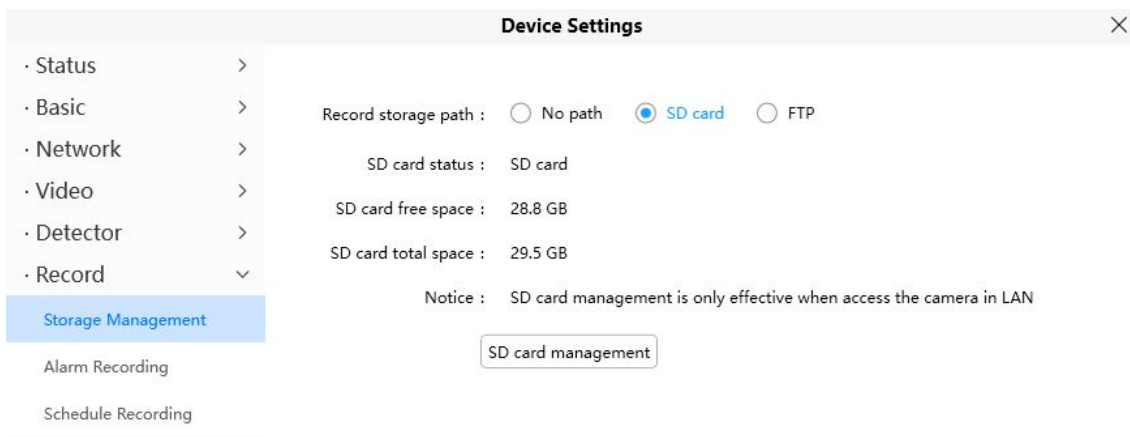 Device Settings
· Status
· Basic
Record storage path : No path SD card FTP
· Network
SD card status : SD card
· Video
SD card free space : 28.8 GB
· Detector
SD card total space : 29.5 GB
· Record
Notice : SD card management is only effective when access the camera in LAN
Storage Management
SD card management
Alarm Recording
Schedule Recording